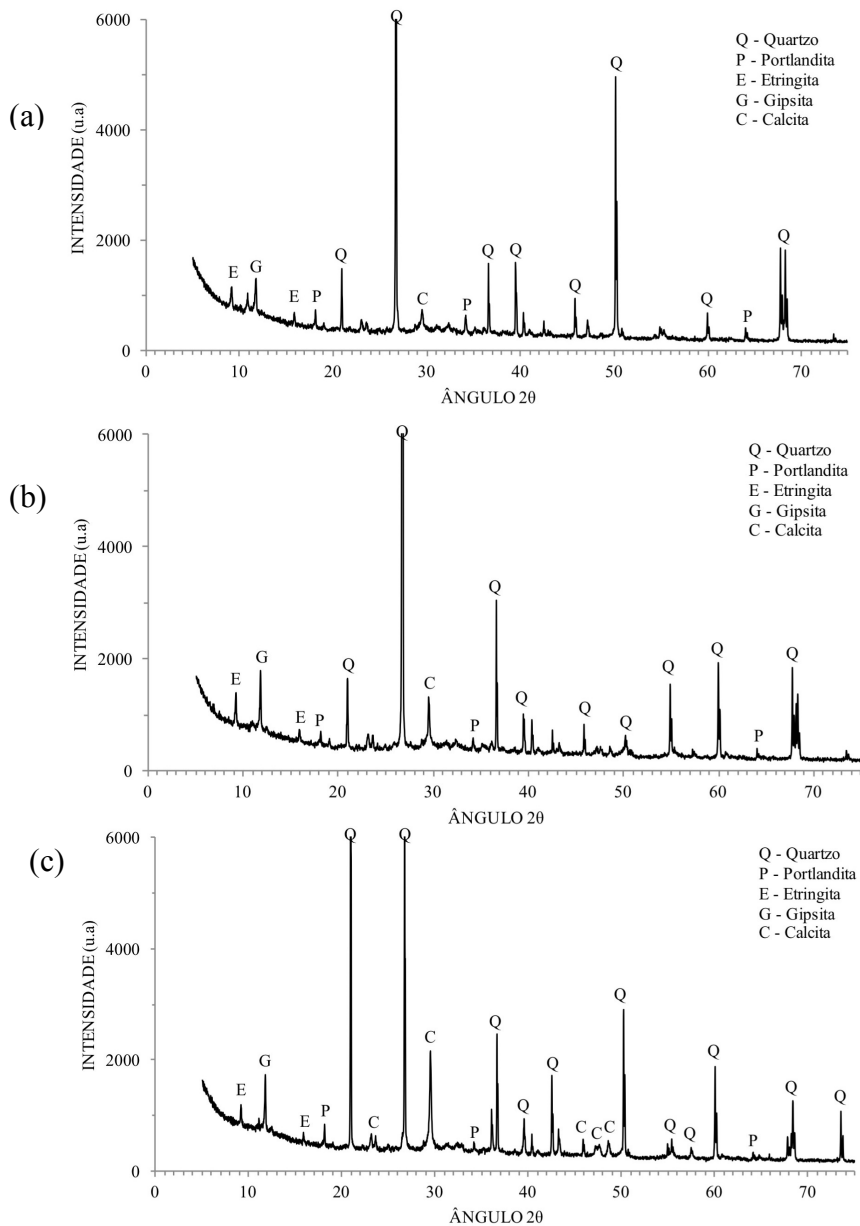 (a)
INTENSIDADE (u.a)
6000
4000
2000
0
Q - Quartzo
P - Portlandita
E - Etringita
G - Gipsita
C - Calcita
E G E P Q Q C P Q Q Q Q Q P Q
0 10 20 30 40 50 60 70
ÂNGULO 2θ
(b)
INTENSIDADE (u.a)
6000
4000
2000
0
Q - Quartzo
P - Portlandita
E - Etringita
G - Gipsita
C - Calcita
E G E P Q Q C P Q Q Q Q Q Q P Q
0 10 20 30 40 50 60 70
ÂNGULO 2θ
(c)
INTENSIDADE (u.a)
6000
4000
2000
0
Q - Quartzo
P - Portlandita
E - Etringita
G - Gipsita
C - Calcita
E G E P Q C Q C P Q Q Q C C C Q Q Q Q P Q Q
0 10 20 30 40 50 60 70
ÂNGULO 2θ